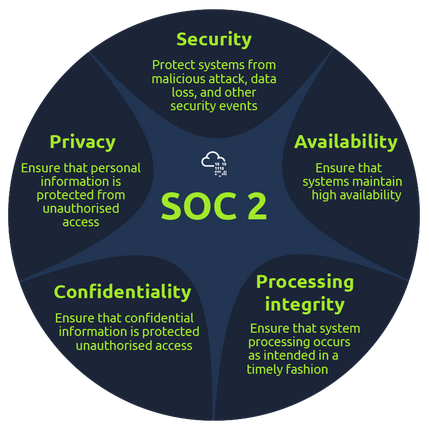 Security
Protect systems from
malicious attack, data
loss, and other
security events
Privacy
Ensure that personal
information is
protected from
unauthorised
access
Availability
Ensure that
systems maintain
high availability
SOC 2
Confidentiality
Ensure that confidential
information is protected
unauthorised access
Processing
integrity
Ensure that system
processing occurs
as intended in a
timely fashion